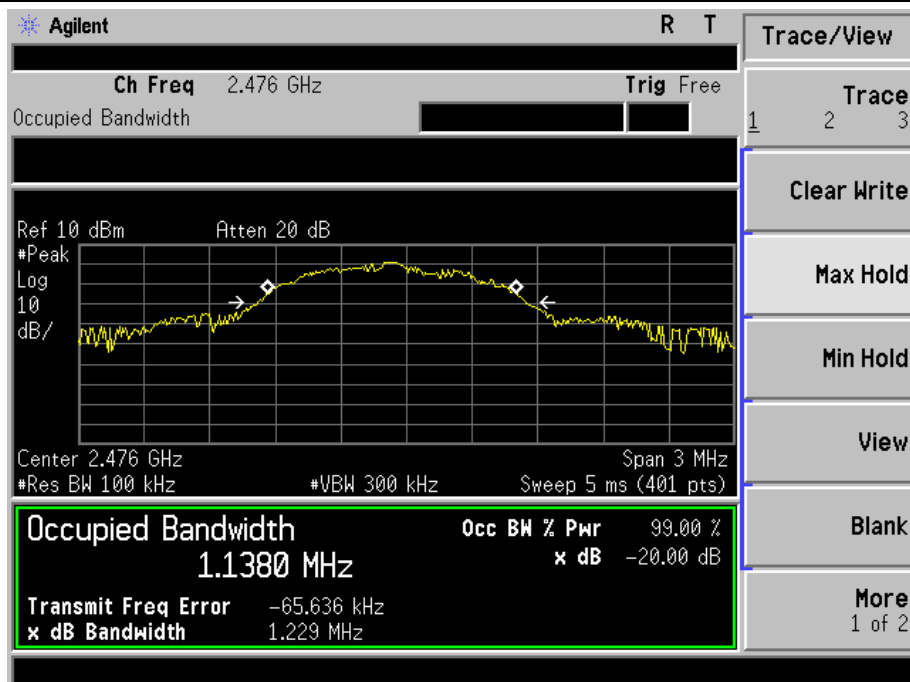 Agilent R T
Ch Freq 2.476 GHz Trig Free
Occupied Bandwidth
Ref 10 dBm Atten 20 dB
#Peak
Log
10
dB/
Center 2.476 GHz Span 3 MHz
#Res BW 100 kHz #VBW 300 kHz Sweep 5 ms (401 pts)
Occupied Bandwidth Occ BW % Pwr 99.00 %
1.1380 MHz x dB -20.00 dB
Transmit Freq Error -65.636 kHz
x dB Bandwidth 1.229 MHz
Trace/View
Trace
1 2 3
Clear Write
Max Hold
Min Hold
View
Blank
More
1 of 2